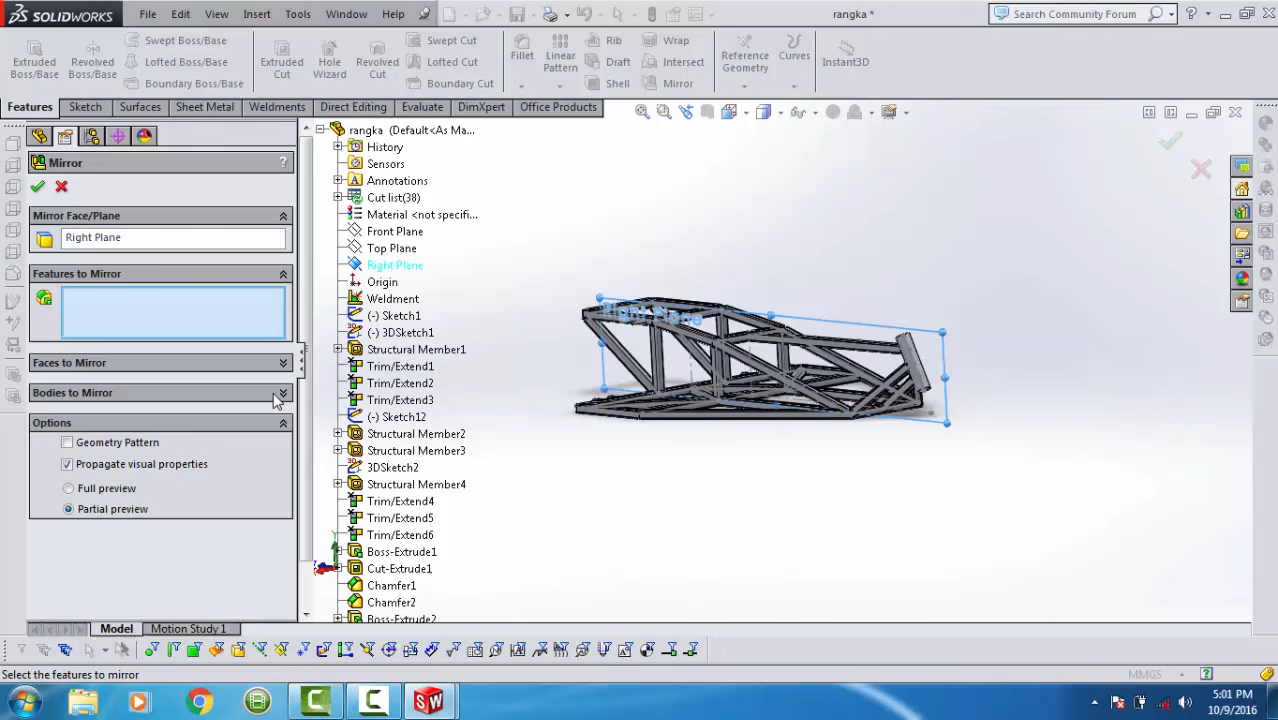 SOLIDWORKS File Edit View Insert Tools Window Help rangka * Search Community Forum
Extruded Boss/Base
Revolved Boss/Base
Swept Boss/Base
Lofted Boss/Base
Boundary Boss/Base
Extruded Cut
Hole Wizard
Revolved Cut
Swept Cut
Lofted Cut
Boundary Cut
Fillet
Linear Pattern
Rib
Draft
Shell
Wrap
Intersect
Mirror
Reference Geometry
Curves
Instant3D
Features Sketch Surfaces Sheet Metal Weldments Direct Editing Evaluate DimXpert Office Products
Mirror ?
Mirror Face/Plane
Right Plane
Features to Mirror
Faces to Mirror
Bodies to Mirror
Options
Geometry Pattern
Propagate visual properties
Full preview
Partial preview
rangka (Default<As Ma...
History
Sensors
Annotations
Cut list(38)
Material <not specifi...
Front Plane
Top Plane
Right Plane
Origin
Weldment
(-) Sketch1
(-) 3DSketch1
Structural Member1
Trim/Extend1
Trim/Extend2
Trim/Extend3
(-) Sketch12
Structural Member2
Structural Member3
3DSketch2
Structural Member4
Trim/Extend4
Trim/Extend5
Trim/Extend6
Boss-Extrude1
Cut-Extrude1
Chamfer1
Chamfer2
Boss-Extrude2
Right Plane
Model Motion Study 1
Select the features to mirror MMGS
5:01 PM
10/9/2016